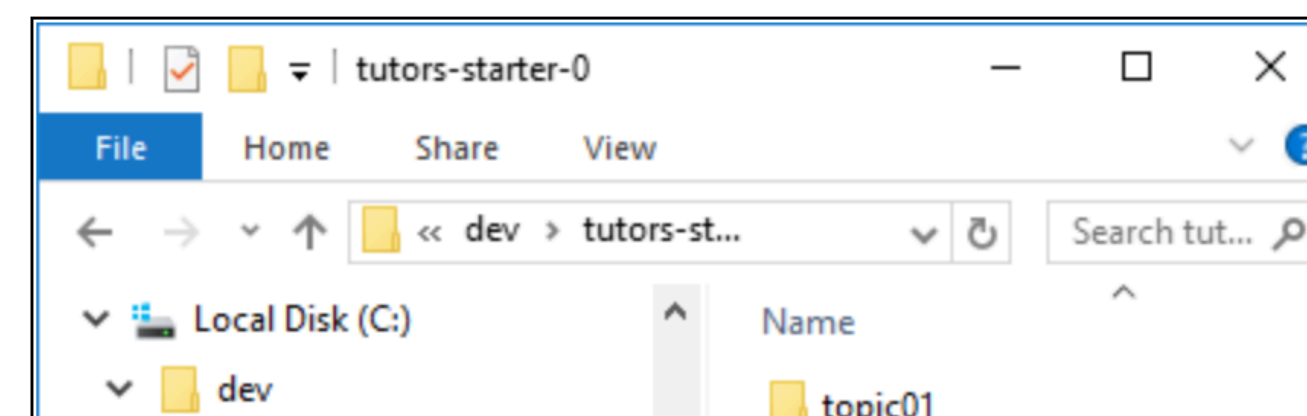 tutors-starter-0
File Home Share View
« dev > tutors-st...
Search tut...
Local Disk (C:)
Name
dev
topic01